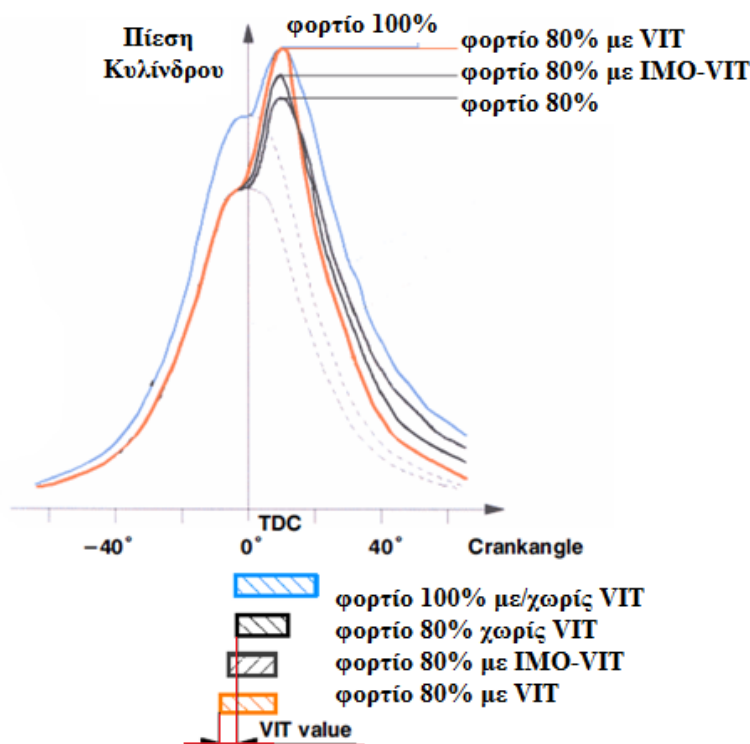 φορτίο 100%
Πίεση
Κυλίνδρου
φορτίο 80% με VIT
φορτίο 80% με IMO-VIT
φορτίο 80%
TDC
−40° 0° 40° Crankangle
φορτίο 100% με/χωρίς VIT
φορτίο 80% χωρίς VIT
φορτίο 80% με IMO-VIT
φορτίο 80% με VIT
VIT value